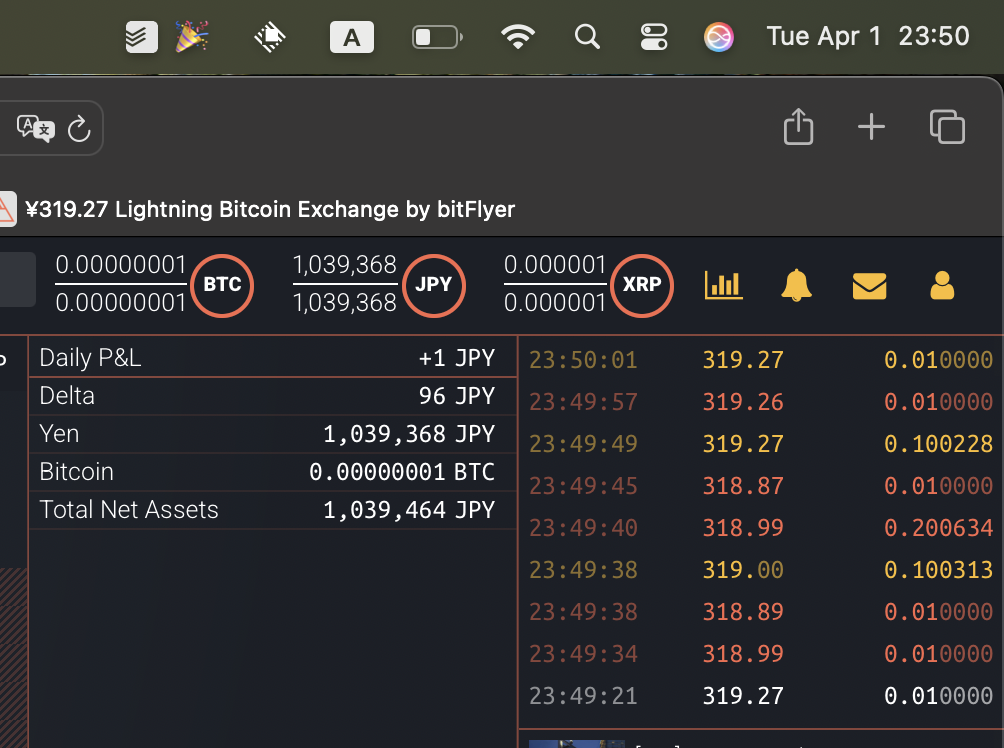 A Tue Apr 1 23:50
¥319.27 Lightning Bitcoin Exchange by bitFlyer
0.00000001 BTC 1,039,368 JPY 0.000001 XRP
0.00000001 1,039,368 0.000001
Daily P&L +1 JPY
Delta 96 JPY
Yen 1,039,368 JPY
Bitcoin 0.00000001 BTC
Total Net Assets 1,039,464 JPY
23:50:01 319.27 0.010000
23:49:57 319.26 0.010000
23:49:49 319.27 0.100228
23:49:45 318.87 0.010000
23:49:40 318.99 0.200634
23:49:38 319.00 0.100313
23:49:38 318.89 0.010000
23:49:34 318.99 0.010000
23:49:21 319.27 0.010000